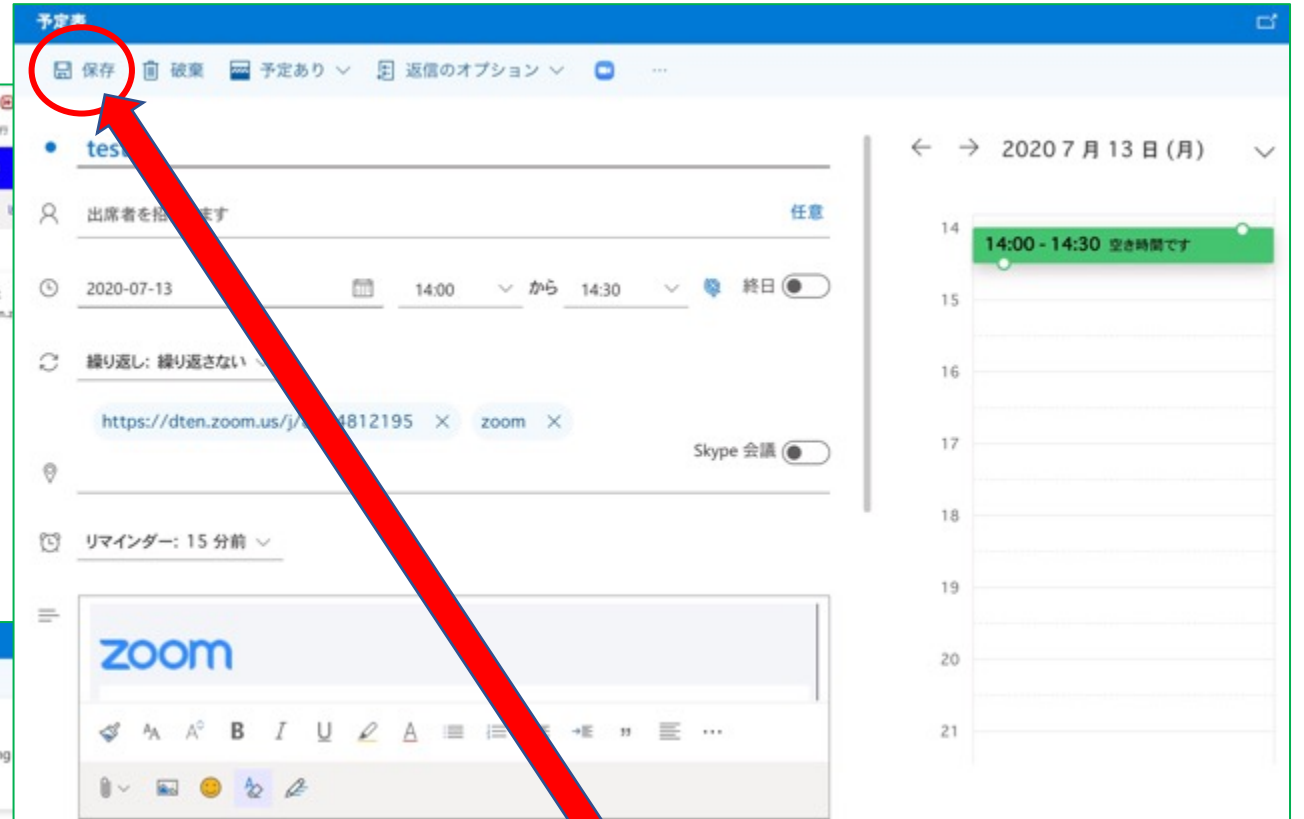 予定表
保存 破棄 予定あり 返信のオプション ...
test
2020 7 月 13 日 (月)
出席者を招 ます 任意
14
14:00 - 14:30 空き時間です
2020-07-13 14:00 から 14:30 終日
15
繰り返し: 繰り返さない
16
https://dten.zoom.us/j/ 4812195 × zoom ×
17
Skype 会議
18
リマインダー: 15 分前
19
zoom
20
B I U A
21